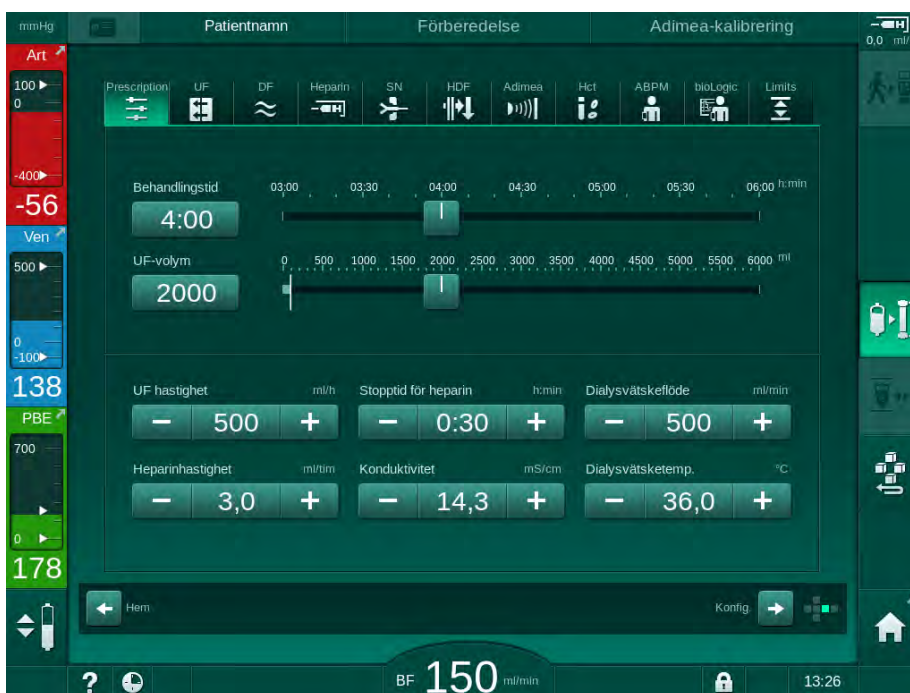 mmHg Patientnamn Förberedelse Adimea-kalibrering
0,0 ml/
Art
100
0
-400
-56
Ven
500
0
-100
138
PBE
700
0
178
Prescription UF DF Heparin SN HDF Adimea Hct ABPM bioLogic Limits
Behandlingstid 03:00 03:30 04:00 04:30 05:00 05:30 06:00 h:min
4:00
UF-volym 0 500 1000 1500 2000 2500 3000 3500 4000 4500 5000 5500 6000 ml
2000
UF hastighet ml/h Stopptid för heparin h:min Dialysvätskeflöde ml/min
− 500 + − 0:30 + − 500 +
Heparinhastighet ml/tim Konduktivitet mS/cm Dialysvätsketemp. °C
− 3,0 + − 14,3 + − 36,0 +
Hem Konfig.
? BF 150 ml/min 13:26